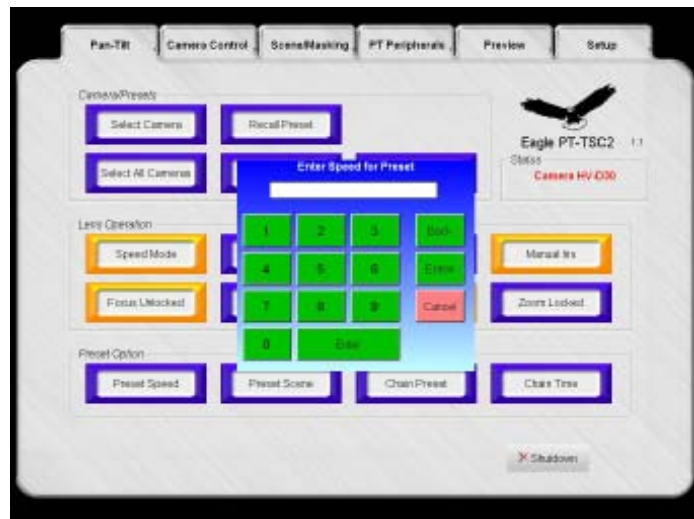 Pan-Tilt Camera Control Scene/Masking PT Peripherals Preview Setup
Camera/Presets
Select Camera Recall Preset
Eagle PT-TSC2 1.1
Status
Camera HV-D30
Select All Cameras
Enter Speed for Preset
Lens Operation
1 2 3
Speed Mode Manual Iris
4 5 6
Focus Unlocked Zoom Locked
7 8 9 Cancel
0 Enter
Preset Option
Preset Speed Preset Scene Chain Preset Chain Time
X Shutdown